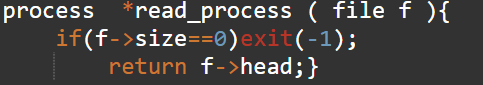 process  *read_process ( file f ){
    if(f->size==0)exit(-1);
        return f->head;}